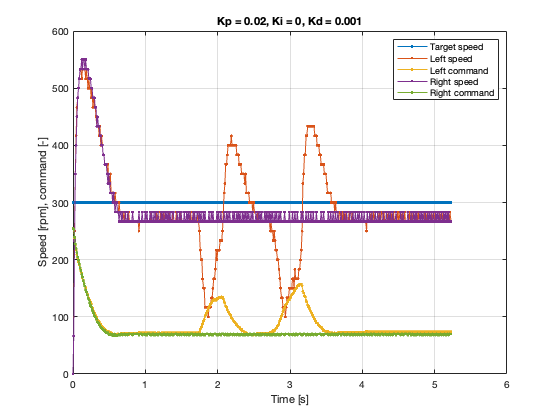 Kp = 0.02, Ki = 0, Kd = 0.001
600
500
400
300
200
100
0
Speed [rpm], command [-]
Target speed
Left speed
Left command
Right speed
Right command
0 1 2 3 4 5 6
Time [s]